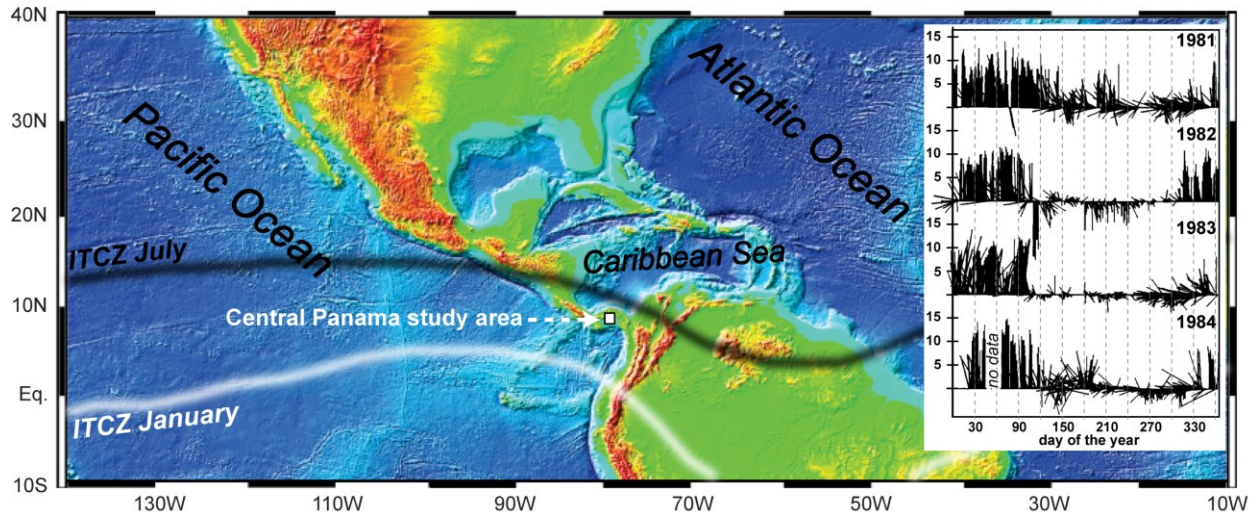 40N
30N
20N
10N
Eq.
10S
130W
110W
90W
70W
30W
10W
Pacific Ocean
Atlantic Ocean
Caribbean Sea
ITCZ July
Central Panama study area
ITCZ January
15
10
5
1981
15
10
5
1982
15
10
5
1983
15
10
5
1984
no data
30
90
150
210
270
330
day of the year